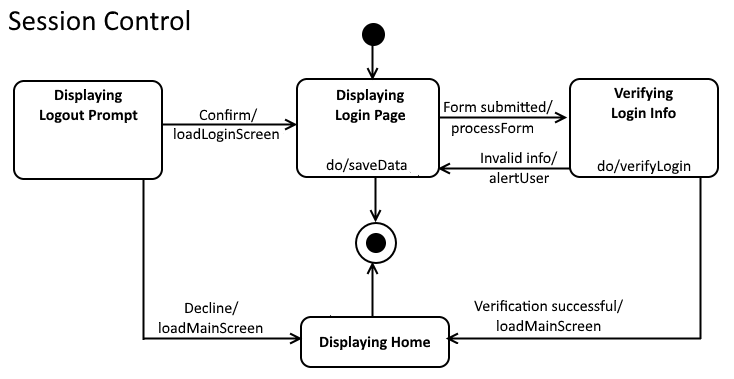 Session Control
Displaying
Logout Prompt
Confirm/
loadLoginScreen
Displaying
Login Page
do/saveData
Form submitted/
processForm
Invalid info/
alertUser
Verifying
Login Info
do/verifyLogin
Decline/
loadMainScreen
Displaying Home
Verification successful/
loadMainScreen